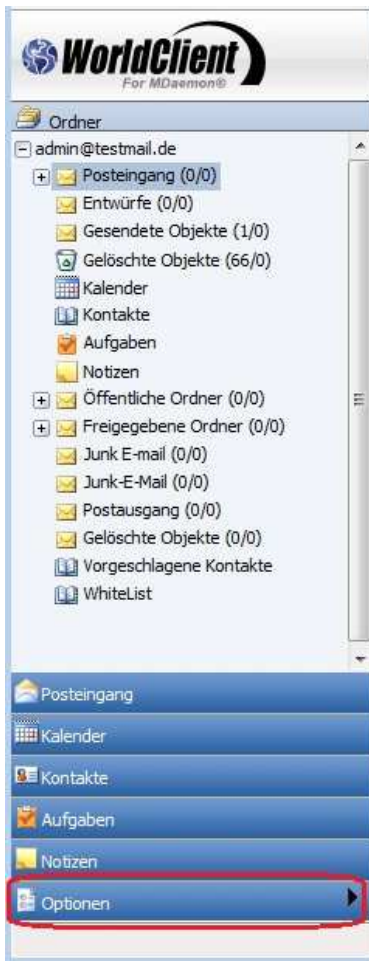 WorldClient
For MDaemon®
Ordner
admin@testmail.de
Posteingang (0/0)
Entwürfe (0/0)
Gesendete Objekte (1/0)
Gelöschte Objekte (66/0)
Kalender
Kontakte
Aufgaben
Notizen
Öffentliche Ordner (0/0)
Freigegebene Ordner (0/0)
Junk E-mail (0/0)
Junk-E-Mail (0/0)
Postausgang (0/0)
Gelöschte Objekte (0/0)
Vorgeschlagene Kontakte
WhiteList
Posteingang
Kalender
Kontakte
Aufgaben
Notizen
Optionen